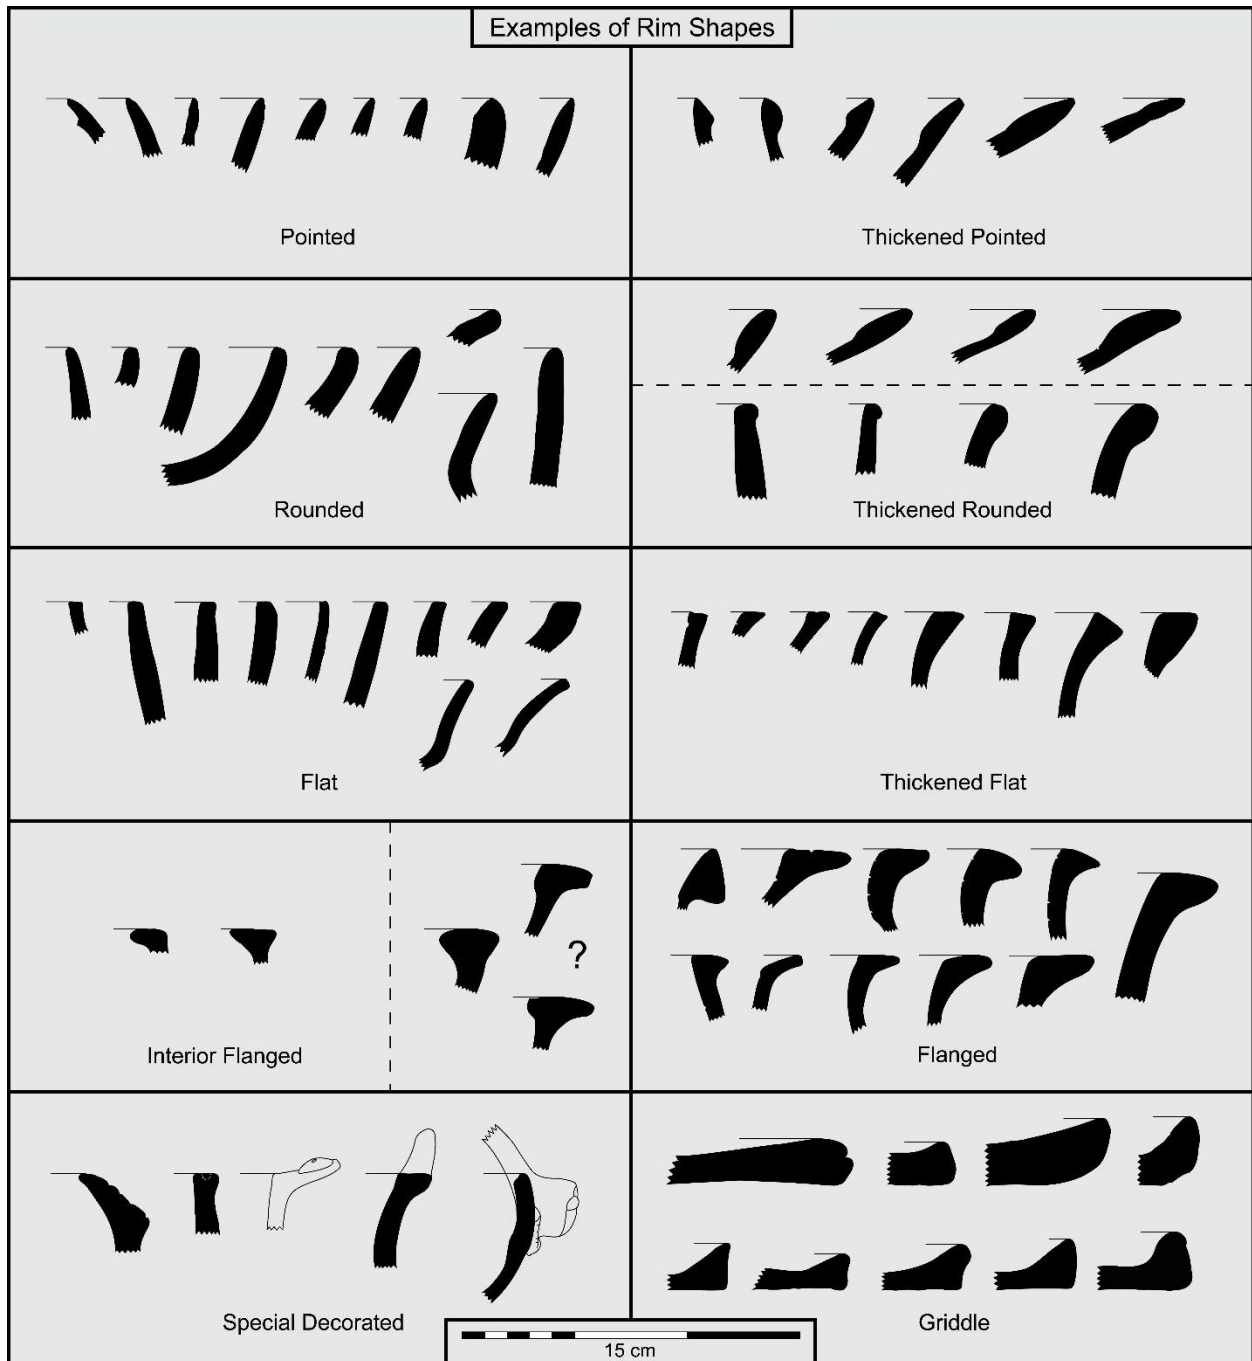 Examples of Rim Shapes
Pointed
Thickened Pointed
Rounded
Thickened Rounded
Flat
Thickened Flat
?
Interior Flanged
Flanged
Special Decorated
Griddle
15 cm